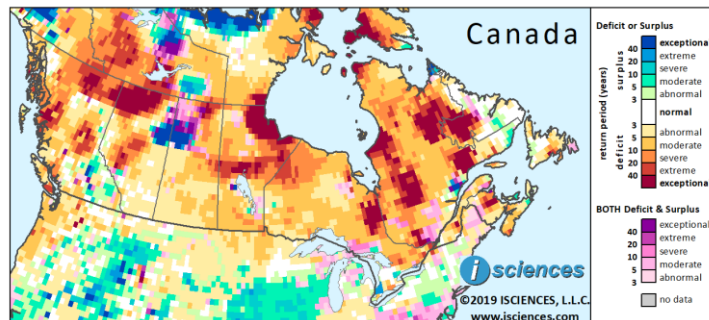 Canada
Deficit or Surplus
return period (years)
surplus
deficit
exceptional
40
extreme
20
severe
10
moderate
5
abnormal
3
normal
3
abnormal
5
moderate
10
severe
20
extreme
40
exceptional
BOTH Deficit & Surplus
exceptional
40
extreme
20
severe
10
moderate
5
abnormal
3
no data
i sciences
©2019 ISCIENCES, L.L.C.
www.isciences.com